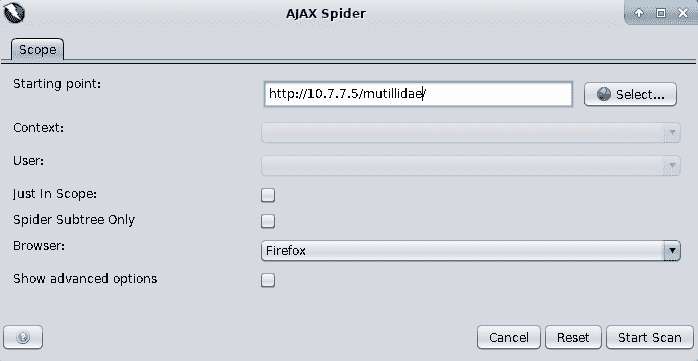 AJAX Spider
Scope
Starting point:
http://10.7.7.5/mutillidae/
Select...
Context:
User:
Just In Scope:
Spider Subtree Only
Browser:
Firefox
Show advanced options
Cancel
Reset
Start Scan